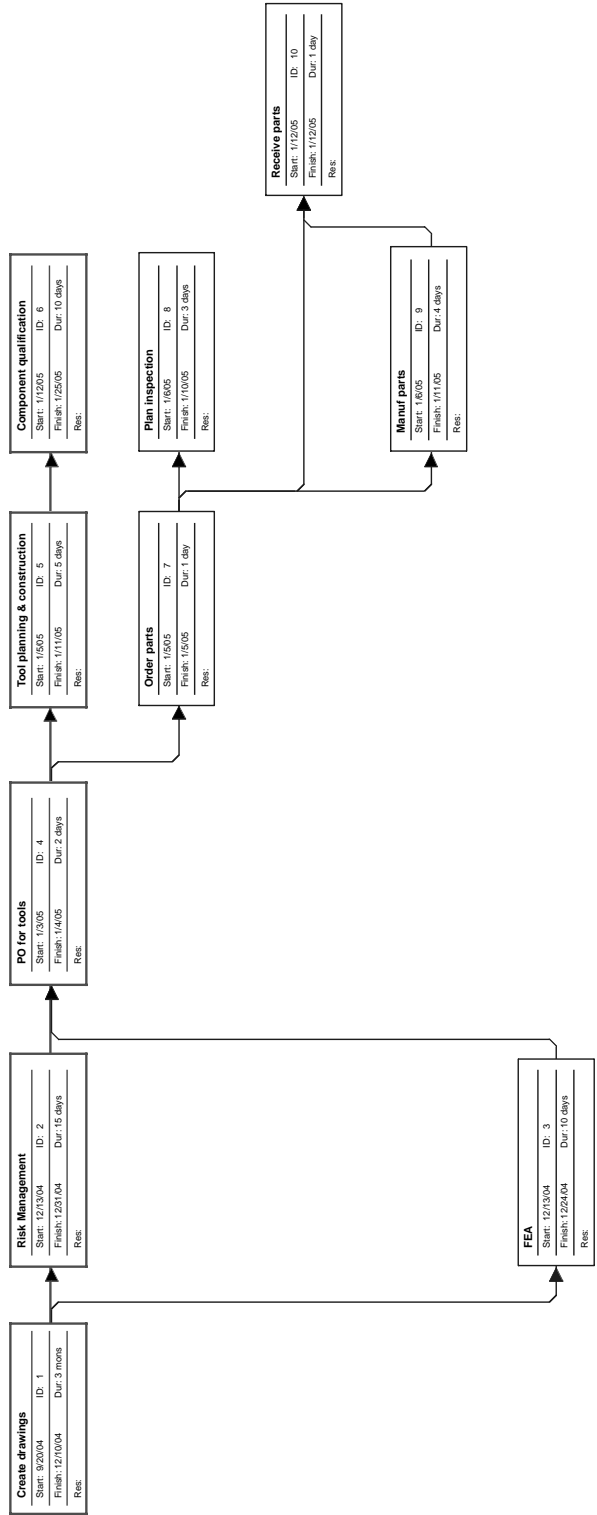 Create drawings
Start: 9/20/04 ID: 1
Finish: 12/10/04 Dur: 3 mons
Res:
Risk Management
Start: 12/13/04 ID: 2
Finish: 12/31/04 Dur: 15 days
Res:
PO for tools
Start: 1/3/05 ID: 4
Finish: 1/4/05 Dur: 2 days
Res:
Tool planning & construction
Start: 1/5/05 ID: 5
Finish: 1/11/05 Dur: 5 days
Res:
Component qualification
Start: 1/12/05 ID: 6
Finish: 1/25/05 Dur: 10 days
Res:
Order parts
Start: 1/5/05 ID: 7
Finish: 1/5/05 Dur: 1 day
Res:
Plan inspection
Start: 1/6/05 ID: 8
Finish: 1/10/05 Dur: 3 days
Res:
Receive parts
Start: 1/12/05 ID: 10
Finish: 1/12/05 Dur: 1 day
Res:
Manuf parts
Start: 1/6/05 ID: 9
Finish: 1/11/05 Dur: 4 days
Res:
FEA
Start: 12/13/04 ID: 3
Finish: 12/24/04 Dur: 10 days
Res: